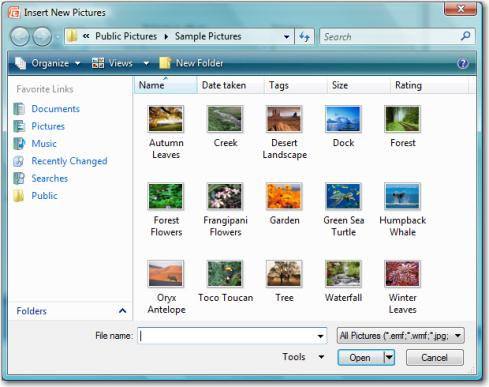 Insert New Pictures
« Public Pictures Sample Pictures Search
Organize Views New Folder
Favorite Links
Documents
Pictures
Music
Recently Changed
Searches
Public
Folders
Name Date taken Tags Size Rating
Autumn Leaves
Creek
Desert Landscape
Dock
Forest
Forest Flowers
Frangipani Flowers
Garden
Green Sea Turtle
Humpback Whale
Oryx Antelope
Toco Toucan
Tree
Waterfall
Winter Leaves
File name: All Pictures (*.emf;*.wmf;*.jpg;
Tools Open Cancel